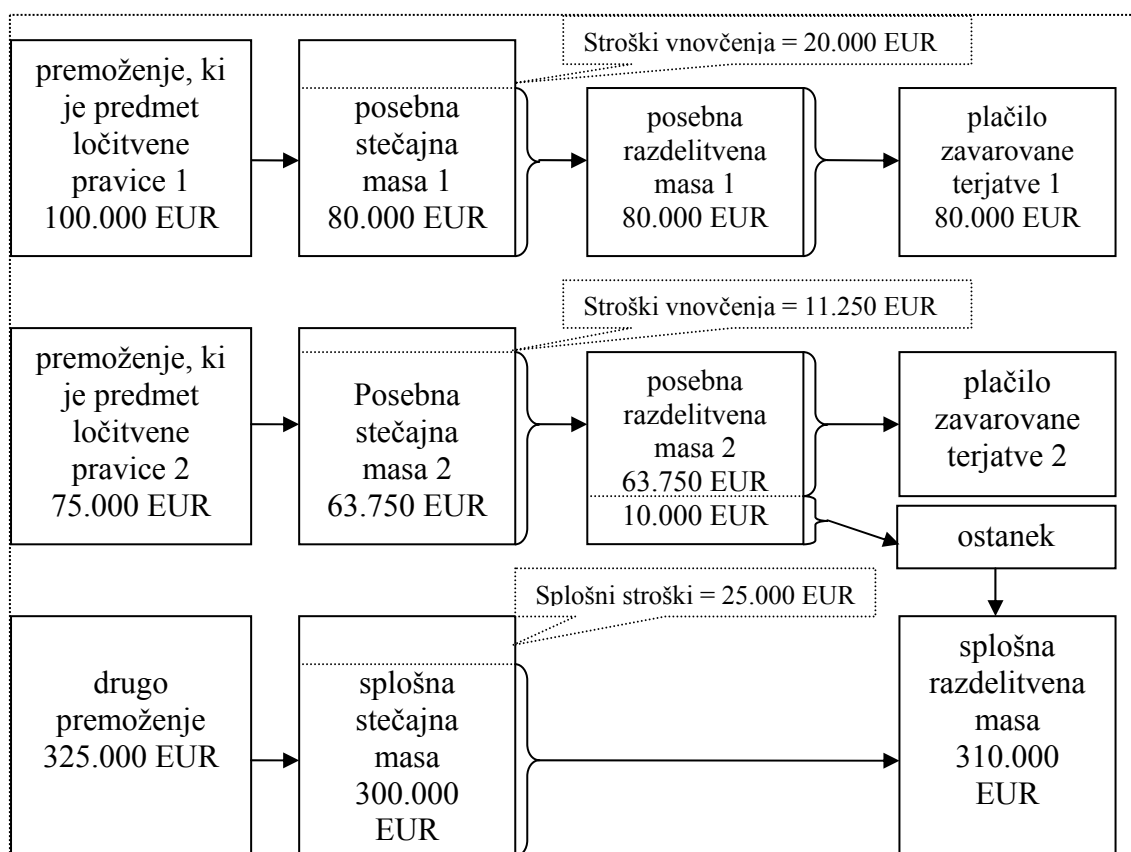 Stroški vnovčenja = 20.000 EUR
premoženje, ki
je predmet
ločitvene
pravice 1
100.000 EUR
posebna
stečajna
masa 1
80.000 EUR
posebna
razdelitvena
masa 1
80.000 EUR
plačilo
zavarovane
terjatve 1
80.000 EUR
Stroški vnovčenja = 11.250 EUR
premoženje, ki
je predmet
ločitvene
pravice 2
75.000 EUR
Posebna
stečajna
masa 2
63.750 EUR
posebna
razdelitvena
masa 2
63.750 EUR
10.000 EUR
plačilo
zavarovane
terjatve 2
ostanek
Splošni stroški = 25.000 EUR
drugo
premoženje
325.000 EUR
splošna
stečajna
masa
300.000
EUR
splošna
razdelitvena
masa
310.000
EUR